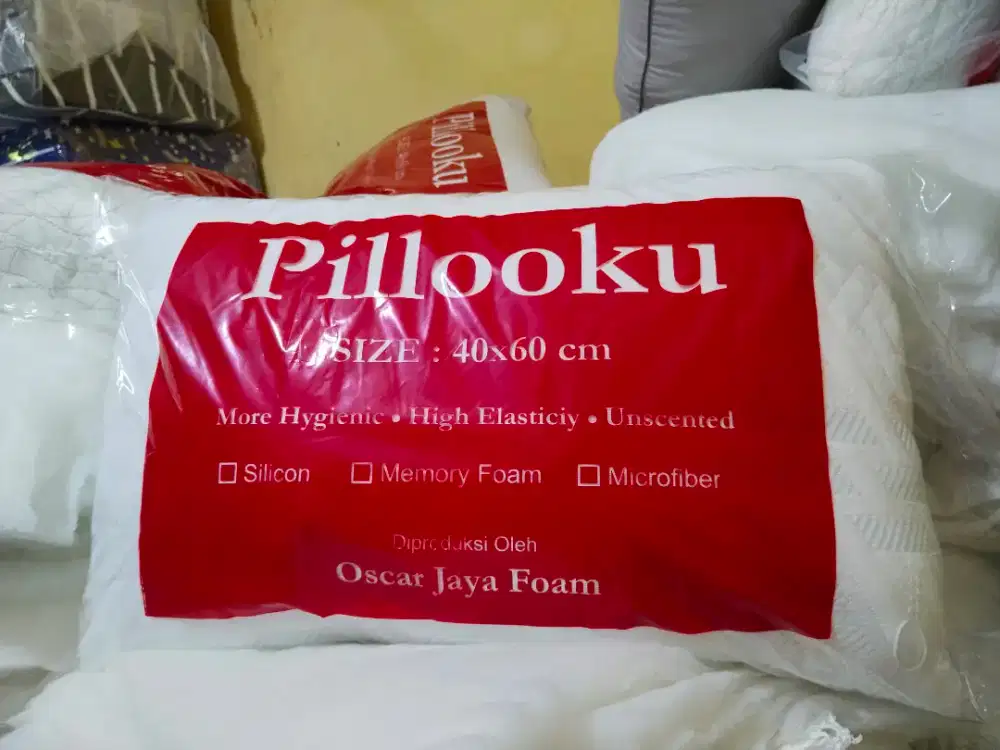 Pillooku
Pillooku
SIZE : 40x60 cm
More Hygienic • High Elasticiy • Unscented
Silicon Memory Foam Microfiber
Diproduksi Oleh
Oscar Jaya Foam